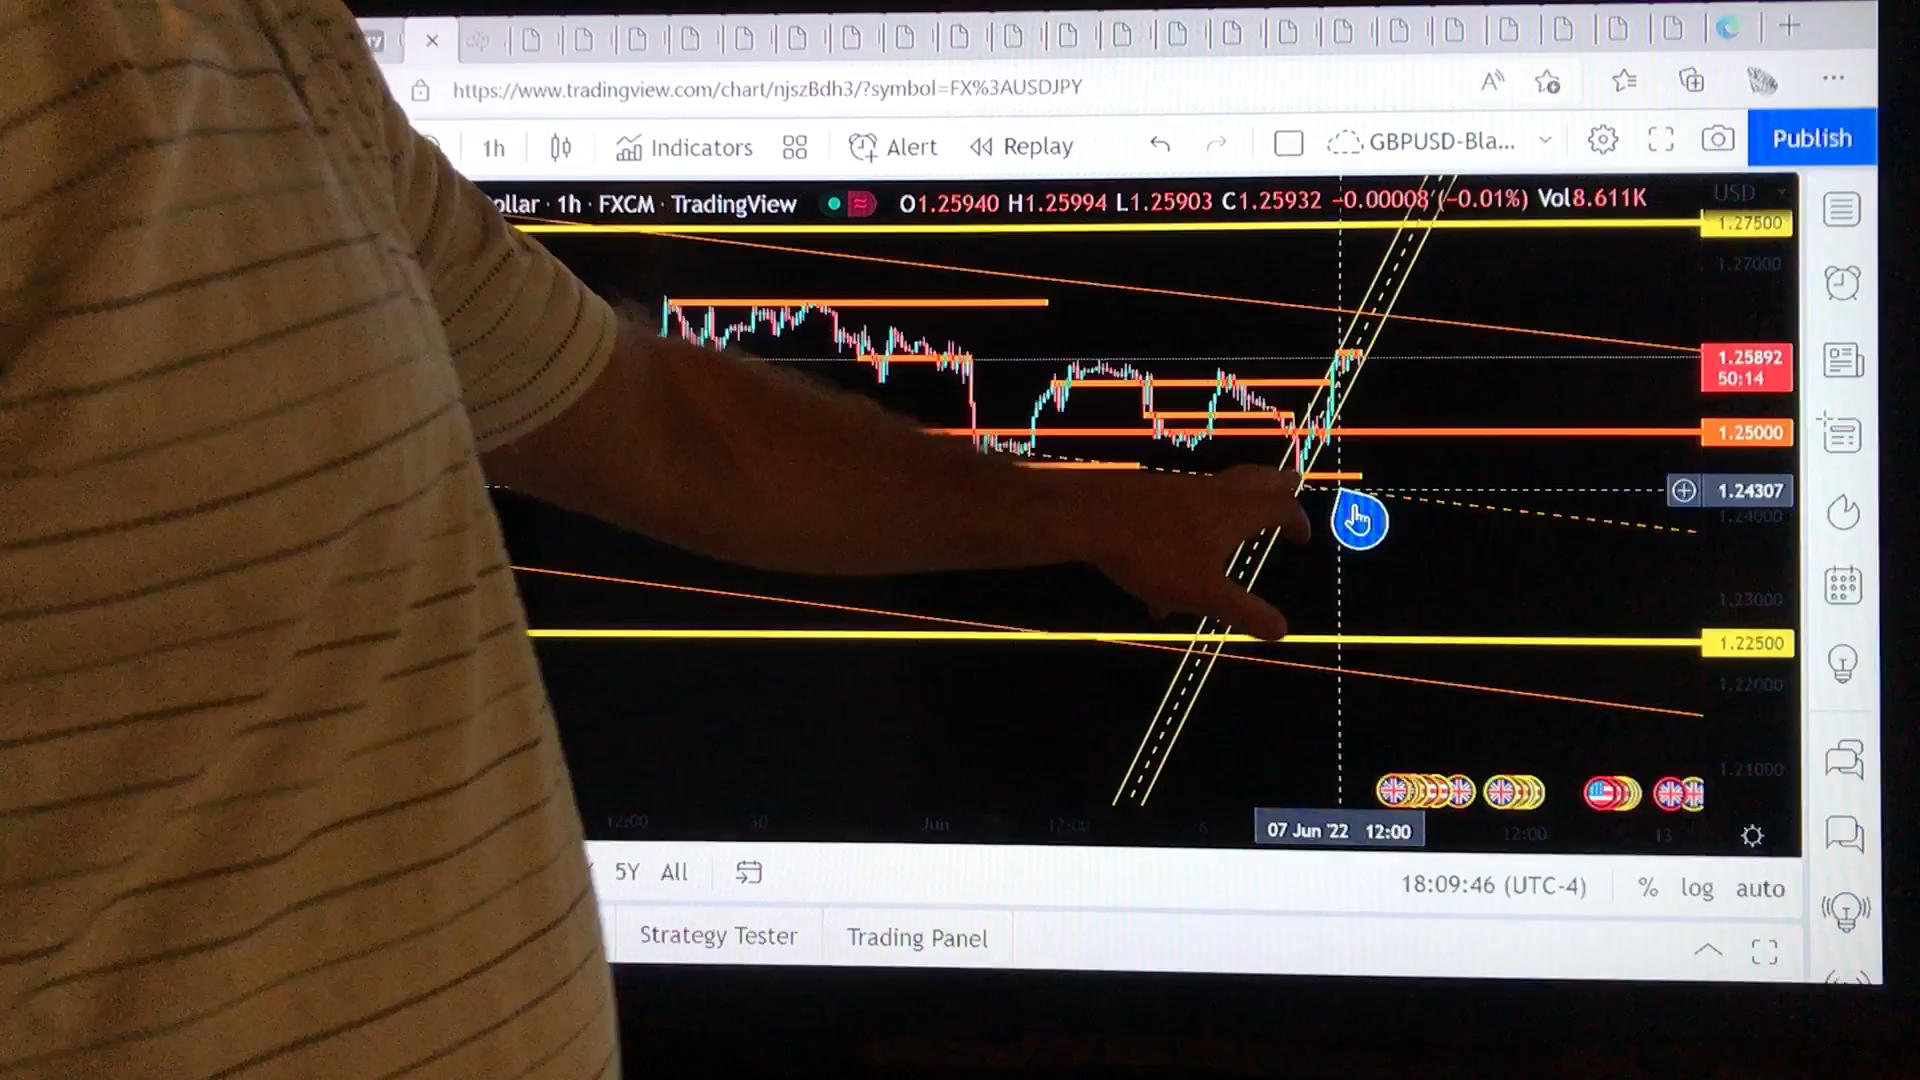 https://www.tradingview.com/chart/njszBdh3/?symbol=FX%3AUSDJPY
1h Indicators Alert Replay GBPUSD-Bla... Publish
ollar · 1h · FXCM · TradingView O1.25940 H1.25994 L1.25903 C1.25932 −0.00008 (−0.01%) Vol8.611K USD
1.27500
1.27000
1.25892
50:14
1.25000
1.24307
1.24000
1.23000
1.22500
1.22000
1.21000
12:00 30 Jun 12:00 6 07 Jun '22 12:00 12:00 13
5Y All 18:09:46 (UTC-4) % log auto
Strategy Tester Trading Panel